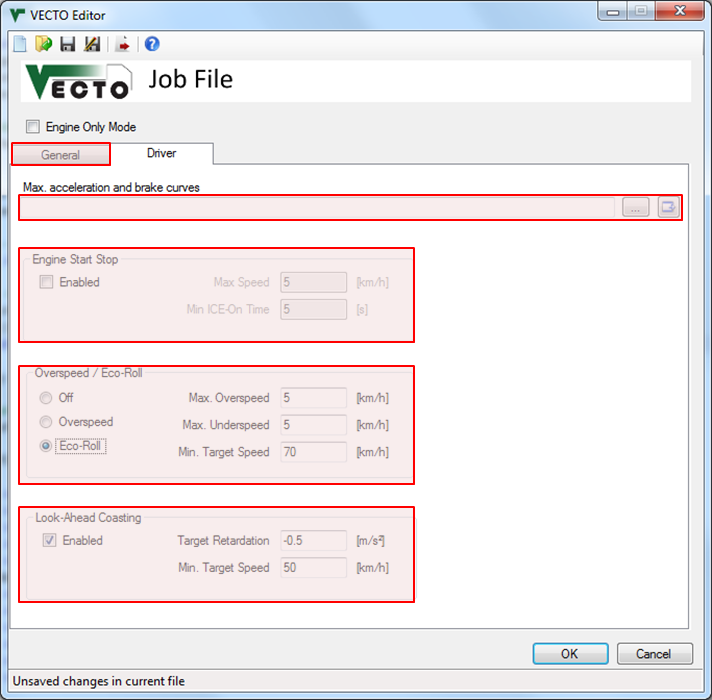 VECTO Editor
VECTO Job File
Engine Only Mode
General Driver
Max. acceleration and brake curves
...
Engine Start Stop
Enabled Max Speed 5 [km/h]
Min ICE-On Time 5 [s]
Overspeed / Eco-Roll
Off Max. Overspeed 5 [km/h]
Overspeed Max. Underspeed 5 [km/h]
Eco-Roll Min. Target Speed 70 [km/h]
Look-Ahead Coasting
Enabled Target Retardation -0.5 [m/s²]
Min. Target Speed 50 [km/h]
OK Cancel
Unsaved changes in current file